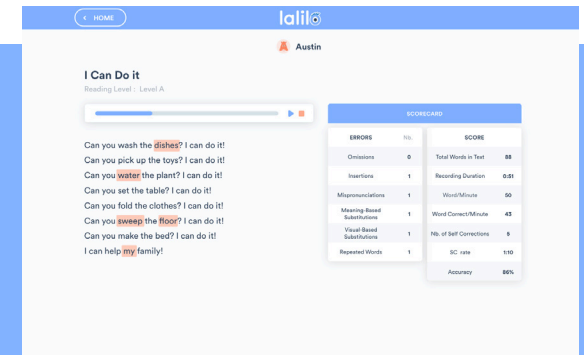 < HOME
lalilo
Austin
I Can Do it
Reading Level : Level A
Can you wash the dishes? I can do it!
Can you pick up the toys? I can do it!
Can you water the plant? I can do it!
Can you set the table? I can do it!
Can you fold the clothes? I can do it!
Can you sweep the floor? I can do it!
Can you make the bed? I can do it!
I can help my family!
SCORECARD
ERRORS No.
Omissions 0
Insertions 1
Mispronunciations 1
Meaning-Based Substitutions 1
Visual-Based Substitutions 1
Repeated Words 1
SCORE
Total Words in Text 88
Recording Duration 0:51
Word/Minute 50
Word Correct/Minute 43
Nb. of Self Corrections 5
SC rate 1:10
Accuracy 86%